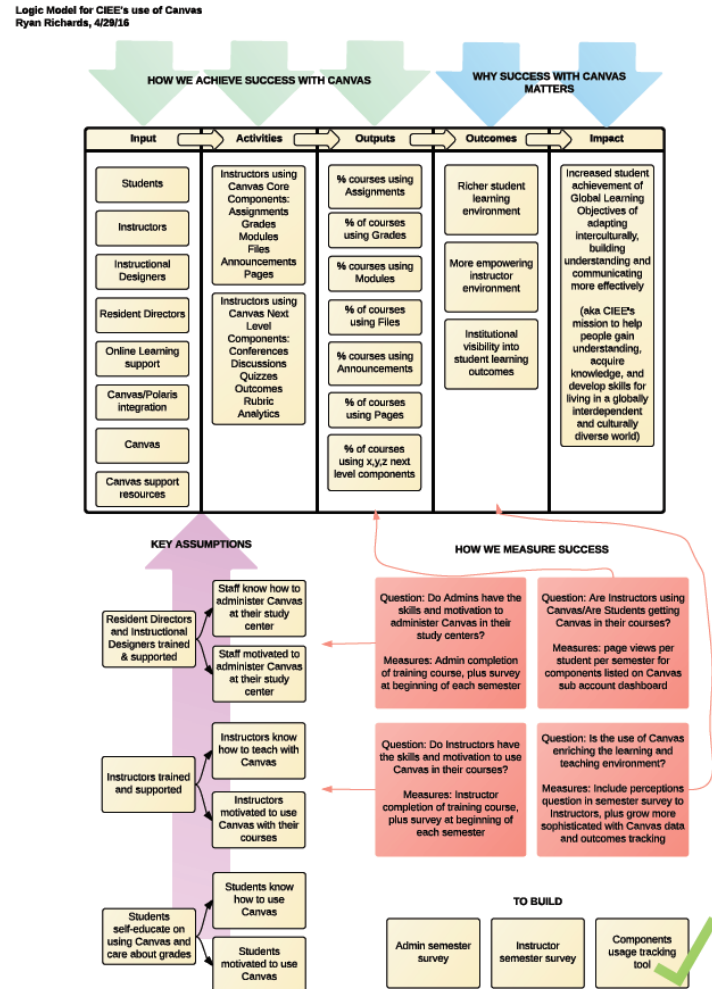 Logic Model for CIEE's use of Canvas
Ryan Richards, 4/29/16
HOW WE ACHIEVE SUCCESS WITH CANVAS
WHY SUCCESS WITH CANVAS
MATTERS
Input
Activities
Outputs
Outcomes
Impact
Students
Instructors
Instructional
Designers
Resident Directors
Online Learning
support
Canvas/Polaris
integration
Canvas
Canvas support
resources
Instructors using
Canvas Core
Components:
Assignments
Grades
Modules
Files
Announcements
Pages
Instructors using
Canvas Next
Level
Components:
Conferences
Discussions
Quizzes
Outcomes
Rubric
Analytics
% courses using
Assignments
% of courses
using Grades
% courses using
Modules
% of courses
using Files
% courses using
Announcements
% of courses
using Pages
% of courses
using x,y,z next
level components
Richer student
learning
environment
More empowering
instructor
environment
Institutional
visibility into
student learning
outcomes
Increased student
achievement of
Global Learning
Objectives of
adapting
interculturally,
building
understanding and
communicating
more effectively
(aka CIEE's
mission to help
people gain
understanding,
acquire
knowledge, and
develop skills for
living in a globally
interdependent
and culturally
diverse world)
KEY ASSUMPTIONS
Resident Directors
and Instructional
Designers trained
& supported
Staff know how to
administer Canvas
at their study
center
Staff motivated to
administer Canvas
at their study
center
Instructors trained
and supported
Instructors know
how to teach with
Canvas
Instructors
motivated to use
Canvas with their
courses
Students
self-educate on
using Canvas and
care about grades
Students know
how to use
Canvas
Students
motivated to use
Canvas
HOW WE MEASURE SUCCESS
Question: Do Admins have the
skills and motivation to
administer Canvas in their
study centers?
Measures: Admin completion
of training course, plus survey
at beginning of each semester
Question: Are Instructors using
Canvas/Are Students getting
Canvas in their courses?
Measures: page views per
student per semester for
components listed on Canvas
sub account dashboard
Question: Do Instructors have
the skills and motivation to use
Canvas in their courses?
Measures: Instructor
completion of training course,
plus survey at beginning of
each semester
Question: Is the use of Canvas
enriching the learning and
teaching environment?
Measures: Include perceptions
question in semester survey to
Instructors, plus grow more
sophisticated with Canvas data
and outcomes tracking
TO BUILD
Admin semester
survey
Instructor
semester survey
Components
usage tracking
tool